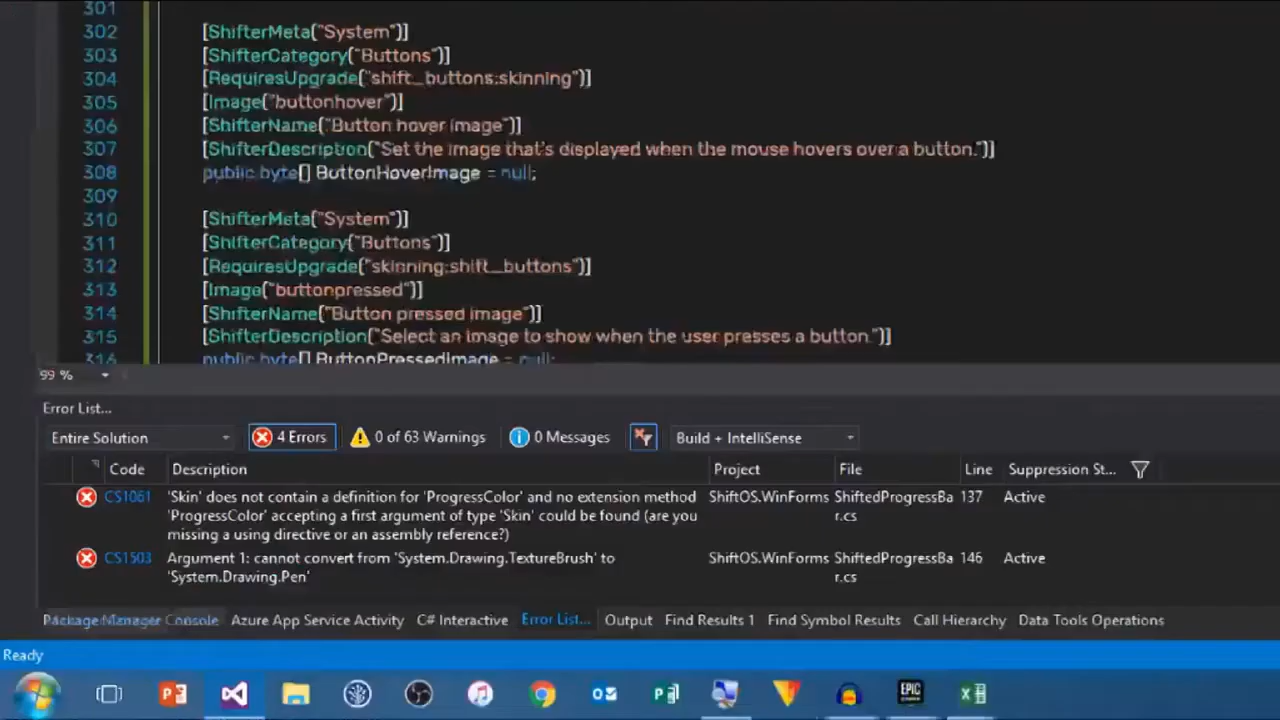 301
302 [ShifterMeta("System")]
303 [ShifterCategory("Buttons")]
304 [RequiresUpgrade("shift_buttons;skinning")]
305 [Image("buttonhover")]
306 [ShifterName("Button hover image")]
307 [ShifterDescription("Set the image that's displayed when the mouse hovers over a button.")]
308 public byte[] ButtonHoverImage = null;
309
310 [ShifterMeta("System")]
311 [ShifterCategory("Buttons")]
312 [RequiresUpgrade("skinning;shift_buttons")]
313 [Image("buttonpressed")]
314 [ShifterName("Button pressed image")]
315 [ShifterDescription("Select an image to show when the user presses a button.")]
316 public byte[] ButtonPressedImage = null;
99 %
Error List...
Entire Solution 4 Errors 0 of 63 Warnings 0 Messages Build + IntelliSense
Code Description Project File Line Suppression St...
CS1061 'Skin' does not contain a definition for 'ProgressColor' and no extension method ShiftOS.WinForms ShiftedProgressBa 137 Active
'ProgressColor' accepting a first argument of type 'Skin' could be found (are you r.cs
missing a using directive or an assembly reference?)
CS1503 Argument 1: cannot convert from 'System.Drawing.TextureBrush' to ShiftOS.WinForms ShiftedProgressBa 146 Active
'System.Drawing.Pen' r.cs
Package Manager Console Azure App Service Activity C# Interactive Error List... Output Find Results 1 Find Symbol Results Call Hierarchy Data Tools Operations
Ready
EPIC